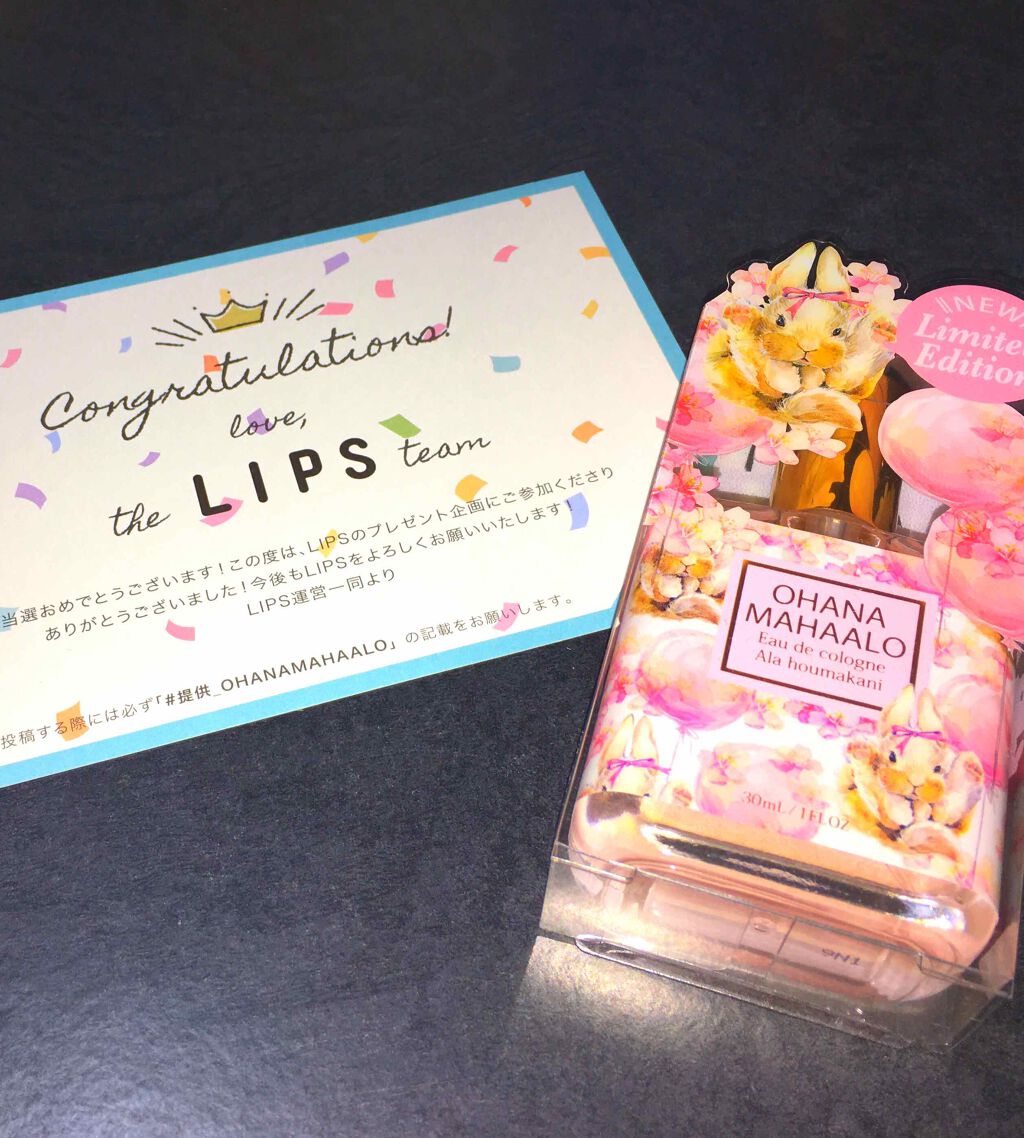 Congratulations!
love,
the LIPS team
当選おめでとうございます!この度は、LIPSのプレゼント企画にご参加くださり
ありがとうございました!今後もLIPSをよろしくお願いいたします!
LIPS運営一同より
投稿する際には必ず「#提供_OHANAMAHAALO」の記載をお願いします。
NEW
Limited
Edition
OHANA
MAHAALO
Eau de cologne
Ala houmakani
30mL/1FLOZ
9N1